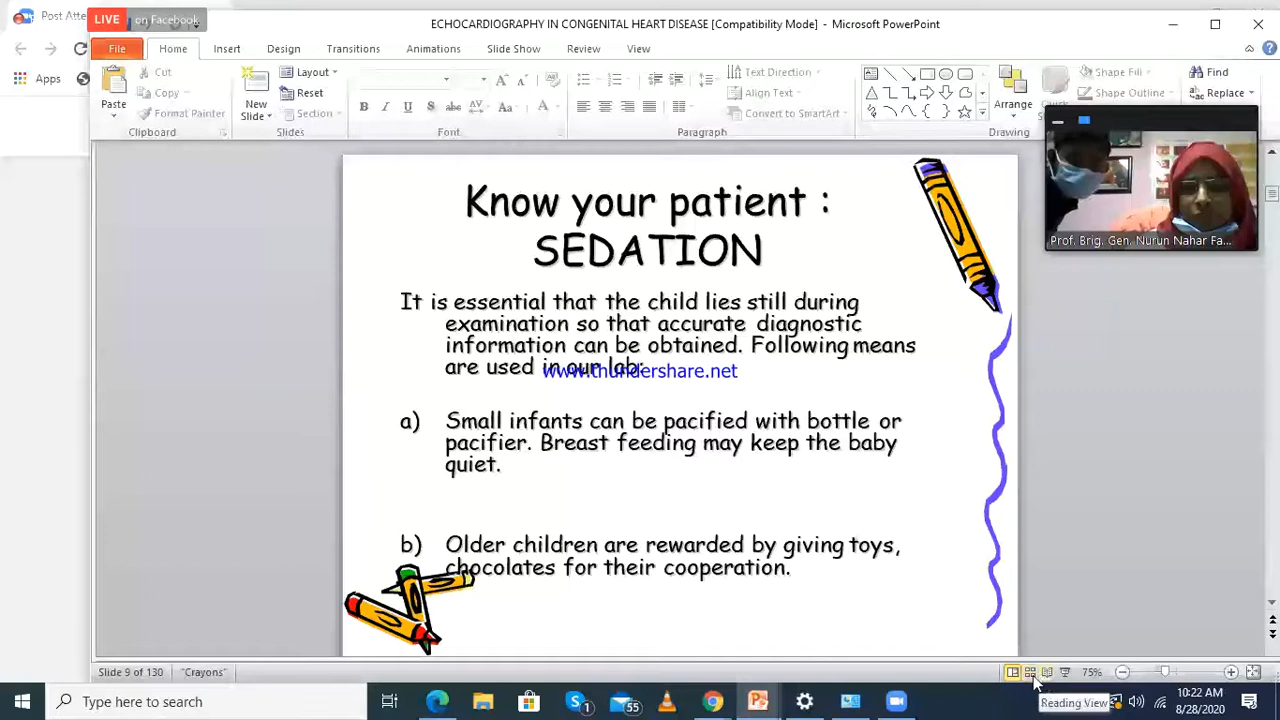 Post Atte
LIVE on Facebook
ECHOCARDIOGRAPHY IN CONGENITAL HEART DISEASE [Compatibility Mode] - Microsoft PowerPoint
File Home Insert Design Transitions Animations Slide Show Review View
Apps
Paste
Cut
Copy
Format Painter
Clipboard
New
Slide
Layout
Reset
Section
Slides
Font
Text Direction
Align Text
Convert to SmartArt
Paragraph
Arrange
Shape Fill
Shape Outline
Drawing
Find
Replace
Prof. Brig. Gen. Nurun Nahar Fa...
Know your patient :
SEDATION
It is essential that the child lies still during
examination so that accurate diagnostic
information can be obtained. Following means
are used in our lab:
www.thundershare.net
a) Small infants can be pacified with bottle or
pacifier. Breast feeding may keep the baby
quiet.
b) Older children are rewarded by giving toys,
chocolates for their cooperation.
Slide 9 of 130 "Crayons" 75%
Reading View
Type here to search
1
55
10:22 AM
8/28/2020